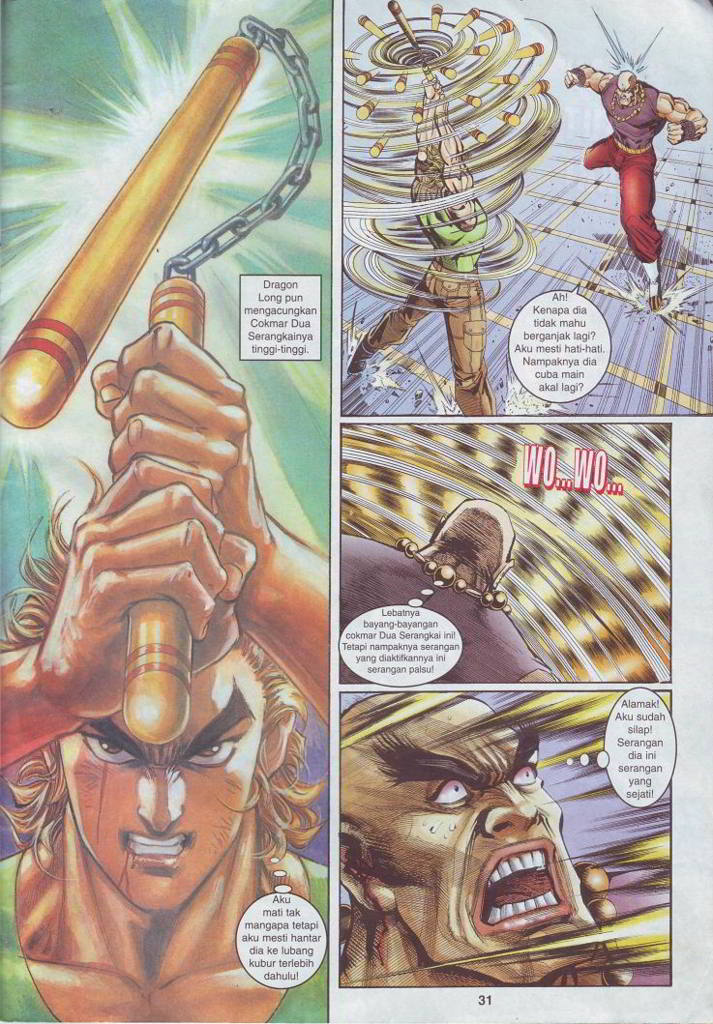 Dragon
Long pun
mengacungkan
Cokmar Dua
Serangkainya
tinggi-tinggi.
Aku
mati tak
mangapa tetapi
aku mesti hantar
dia ke lubang
kubur terlebih
dahulu!
Ah!
Kenapa dia
tidak mahu
berganjak lagi?
Aku mesti hati-hati.
Nampaknya dia
cuba main
akal lagi?
WO...WO...
Lebatnya
bayang-bayangan
cokmar Dua Serangkai ini!
Tetapi nampaknya serangan
yang diaktifkannya ini
serangan palsu!
Alamak!
Aku sudah
silap!
Serangan
dia ini
serangan
yang
sejati!
31